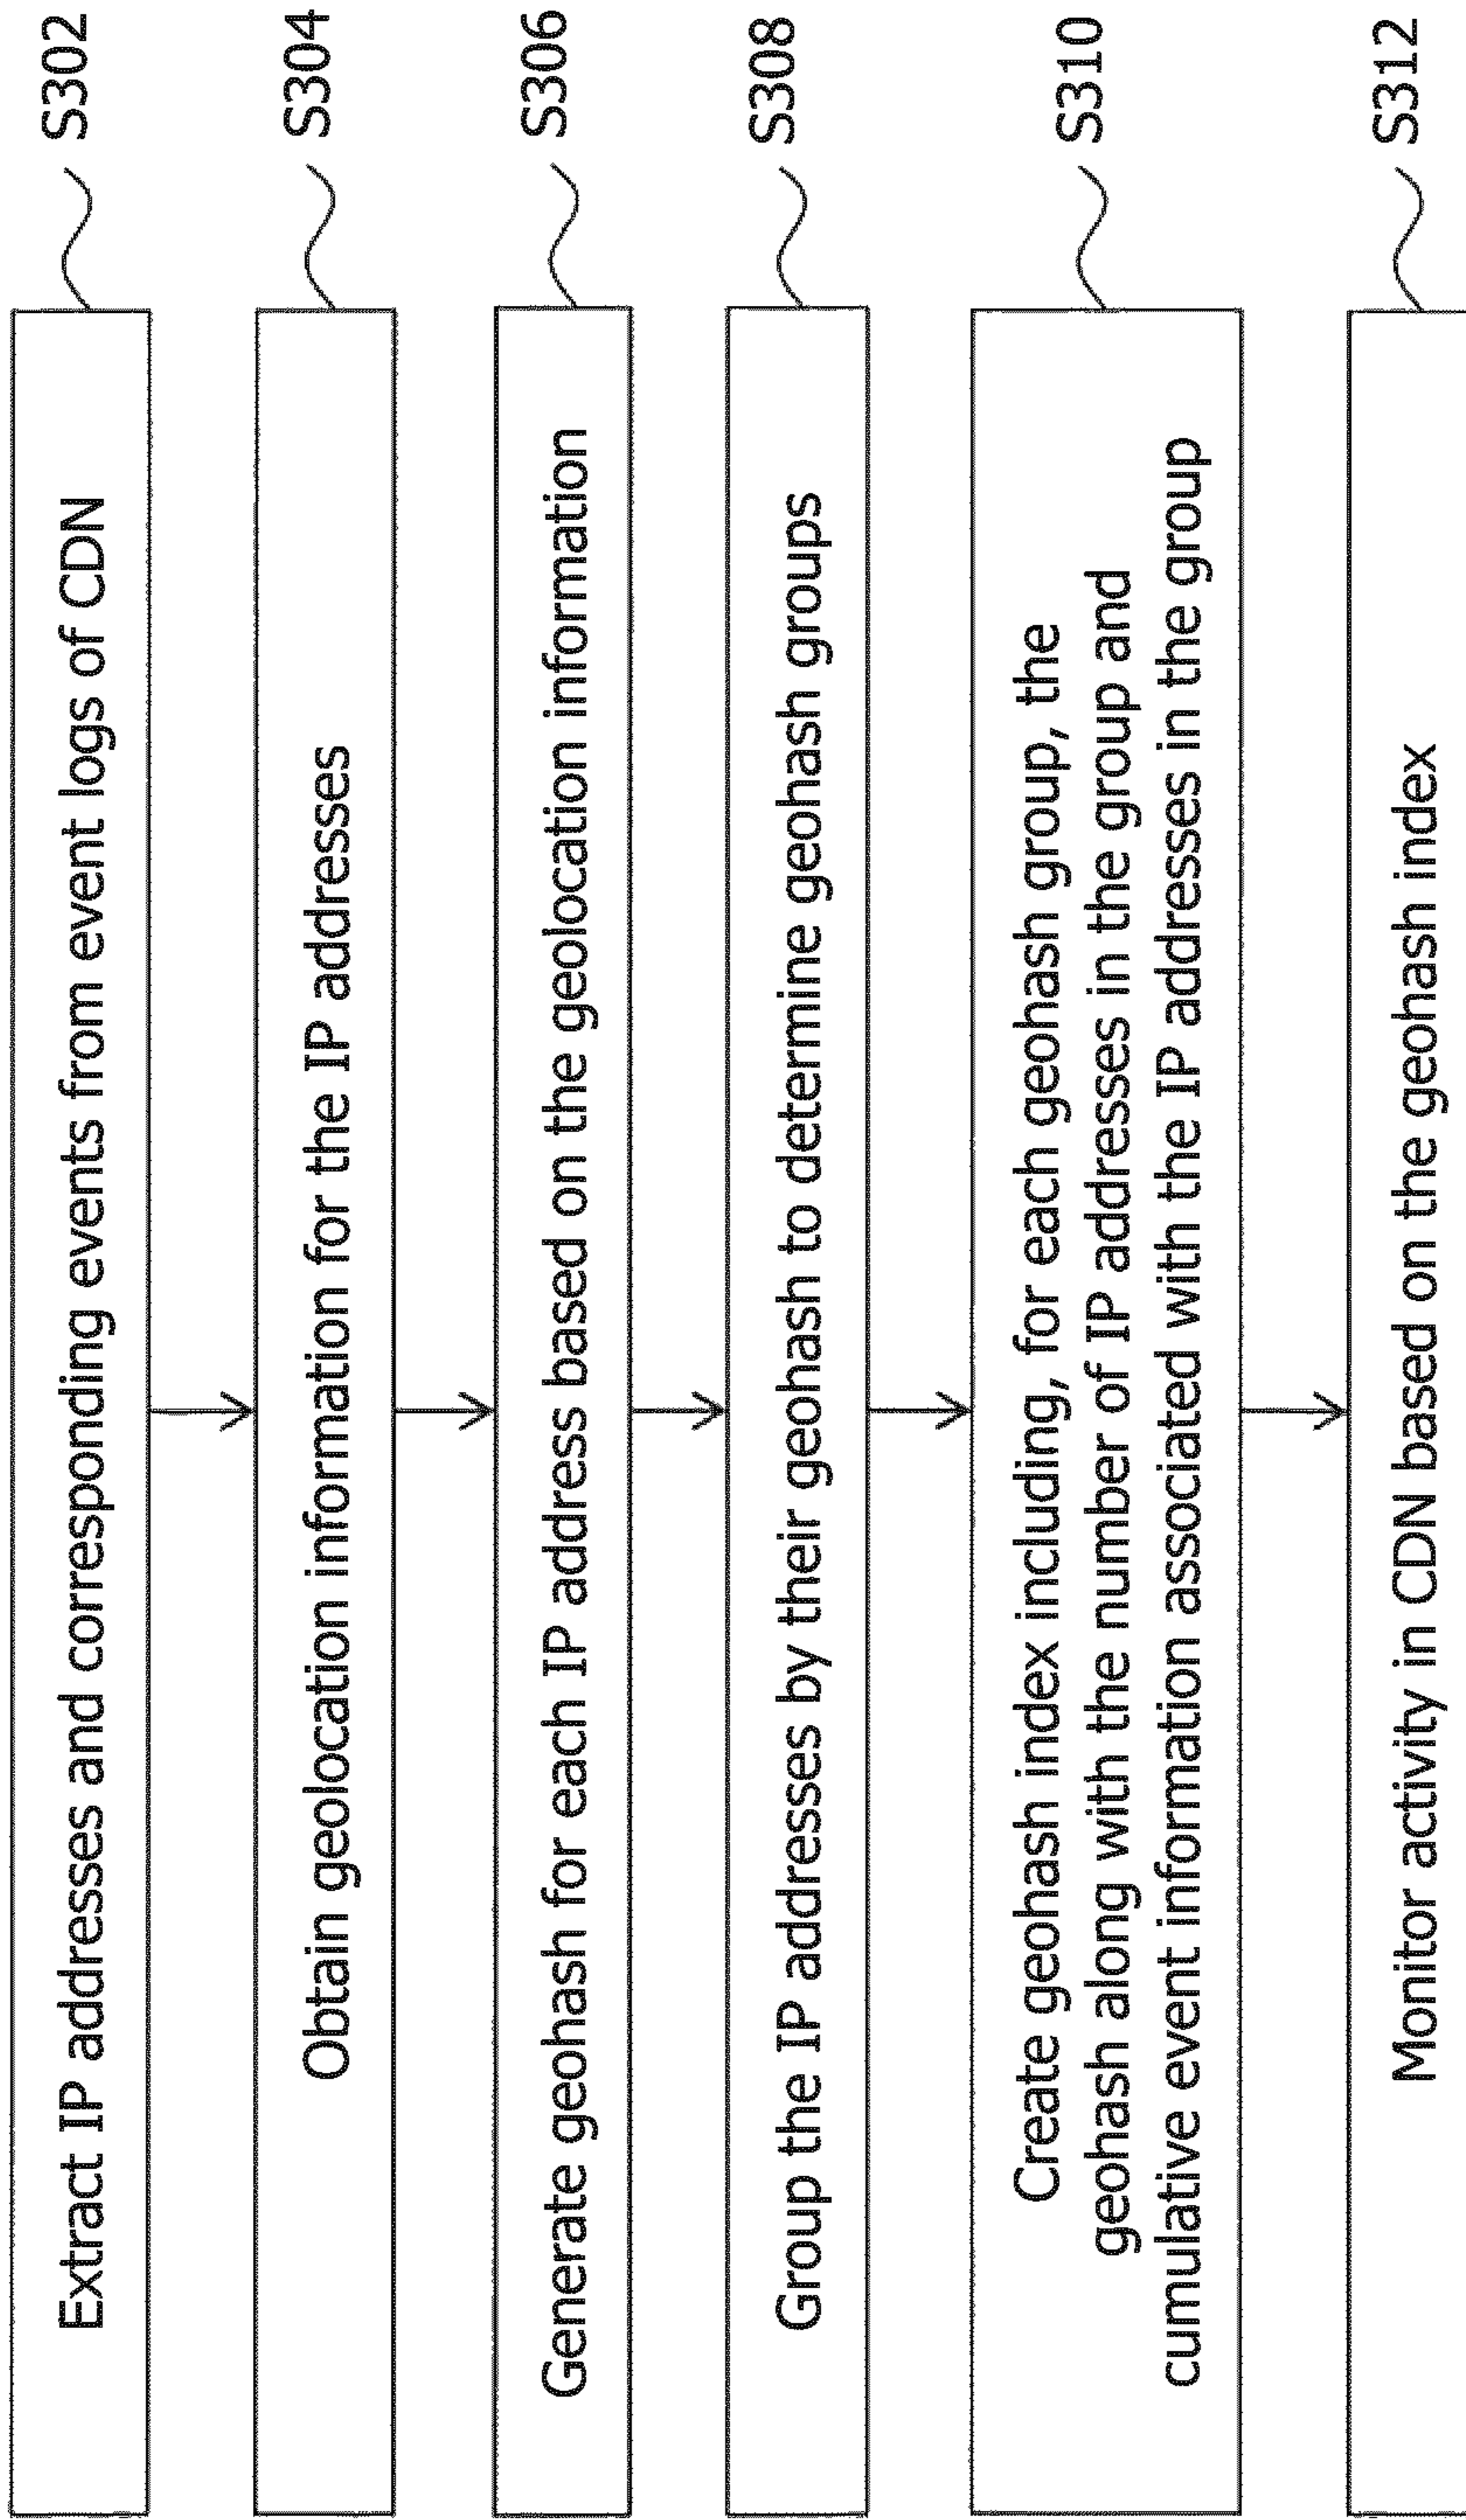 Extract IP addresses and corresponding events from event logs of CDN
S302
Obtain geolocation information for the IP addresses
S304
Generate geohash for each IP address based on the geolocation information
S306
Group the IP addresses by their geohash to determine geohash groups
S308
Create geohash index including, for each geohash group, the
geohash along with the number of IP addresses in the group and
cumulative event information associated with the IP addresses in the group
S310
Monitor activity in CDN based on the geohash index
S312